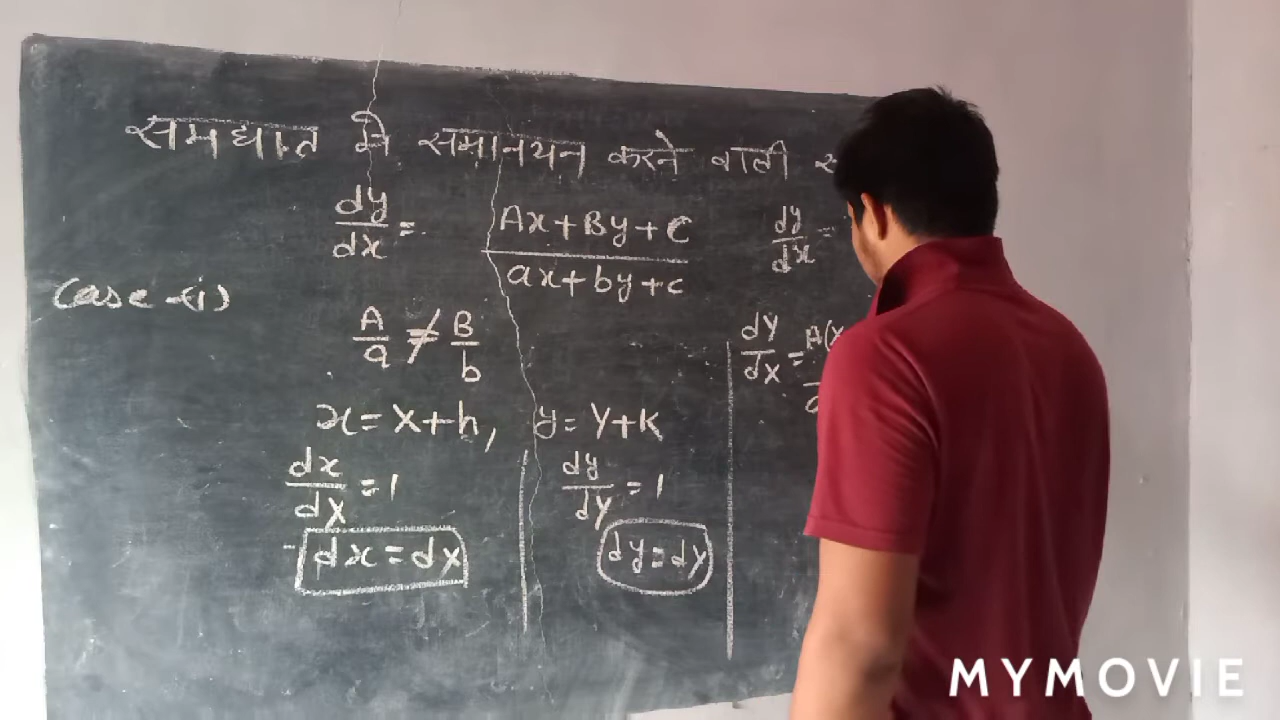 समघात मे समानयन करने वाली
dy/dx = Ax+By+C / ax+by+c
dy/dx =
Case-(i)
A/a ≠ B/b
x = X+h, y = Y+K
dx/dX = 1
dy/dY = 1
dx = dX
dy = dY
dY/dX = A(X
MYMOVIE